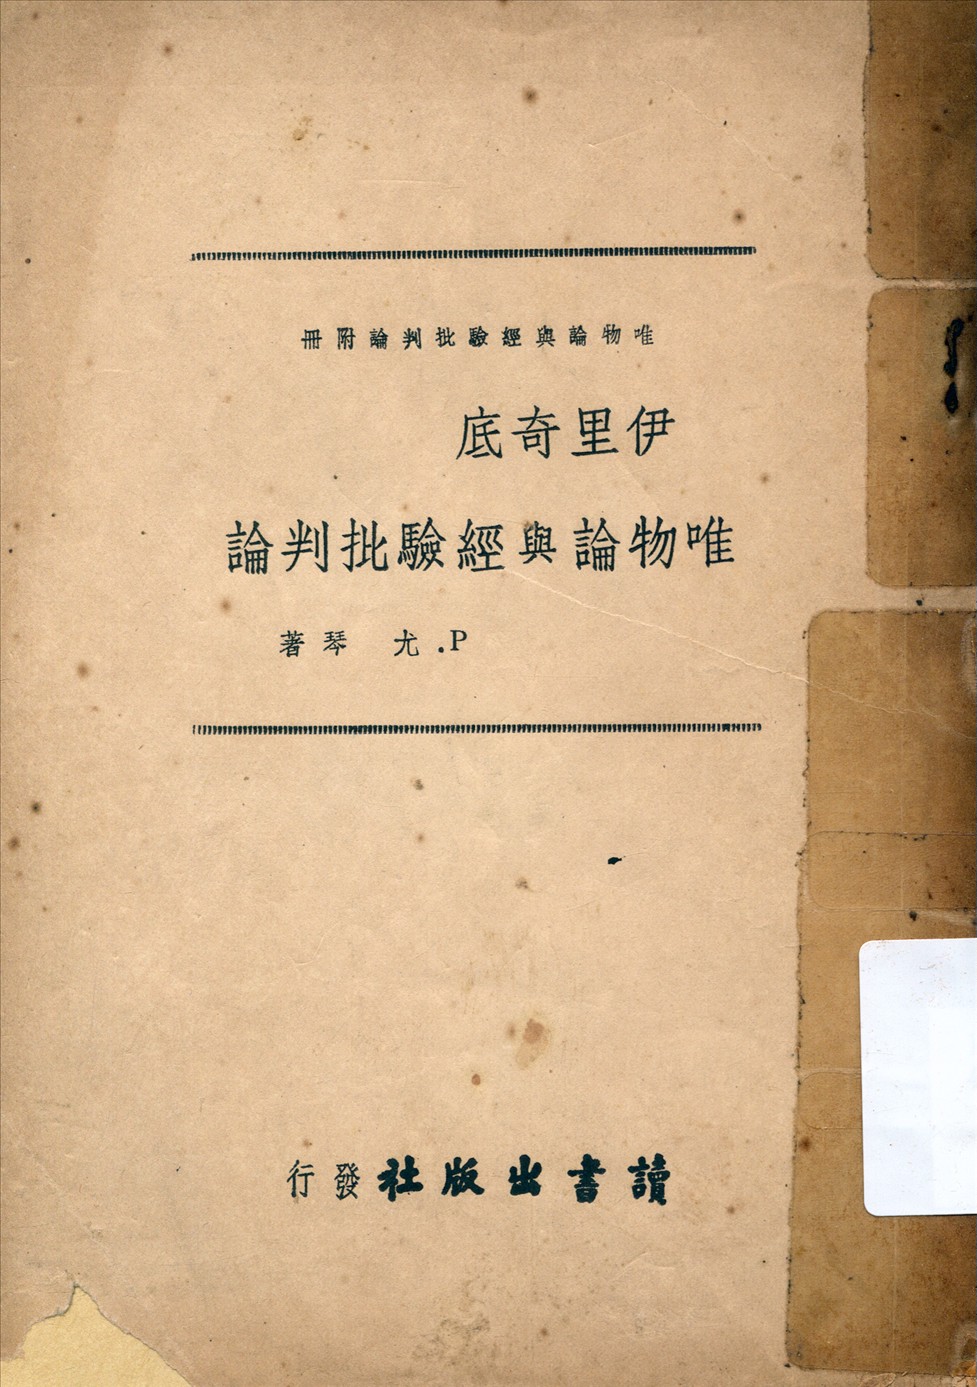 唯物論與經驗批判論附冊
伊里奇底
唯物論與經驗批判論
P. 尤琴著
讀書出版社發行